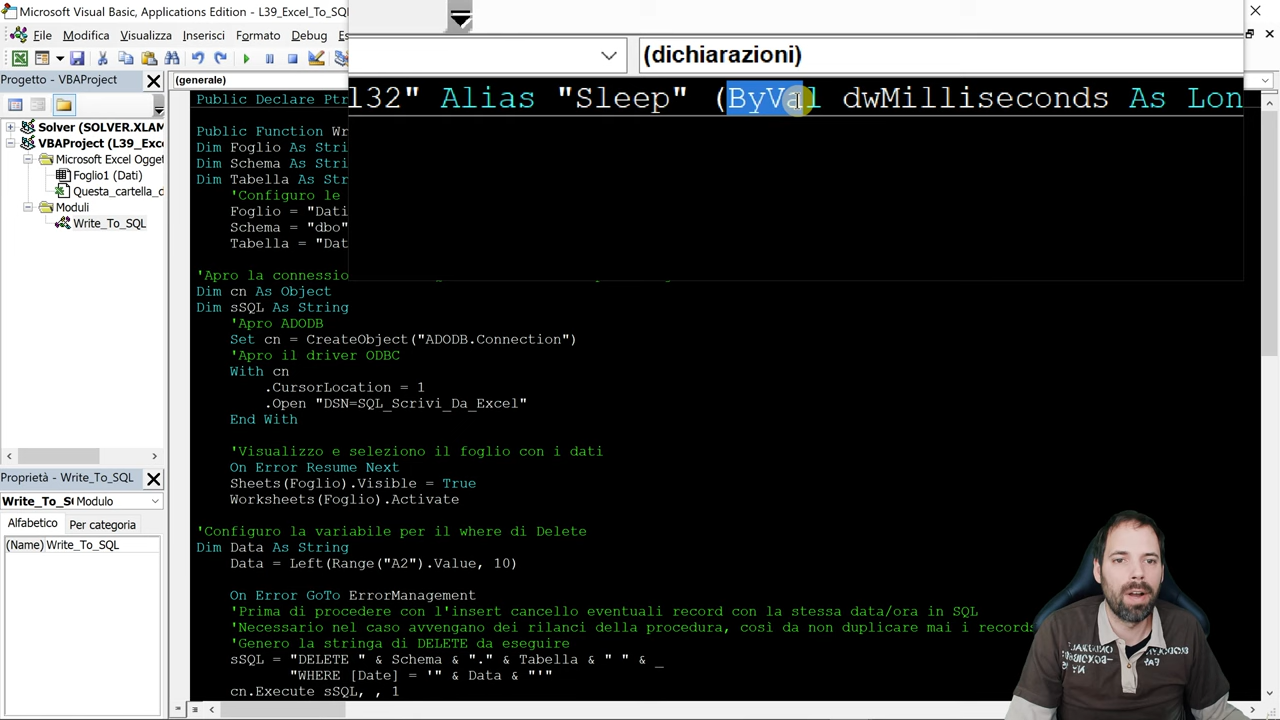 Microsoft Visual Basic, Applications Edition - L39_Excel_To_SQL
File Modifica Visualizza Inserisci Formato Debug
(dichiarazioni)
Progetto - VBAProject
(generale)
l32" Alias "Sleep" (ByVal dwMilliseconds As Lon
Public Declare Ptr
Solver (SOLVER.XLAM
VBAProject (L39_Exce
Microsoft Excel Ogget
Foglio1 (Dati)
Questa_cartella_d
Moduli
Write_To_SQL
Public Function Wr
Dim Foglio As Stri
Dim Schema As Stri
Dim Tabella As Str
'Configuro le
Foglio = "Dati
Schema = "dbo"
Tabella = "Dat
'Apro la connessio
Dim cn As Object
Dim sSQL As String
'Apro ADODB
Set cn = CreateObject("ADODB.Connection")
'Apro il driver ODBC
With cn
.CursorLocation = 1
.Open "DSN=SQL_Scrivi_Da_Excel"
End With
'Visualizzo e seleziono il foglio con i dati
On Error Resume Next
Sheets(Foglio).Visible = True
Worksheets(Foglio).Activate
'Configuro la variabile per il where di Delete
Dim Data As String
Data = Left(Range("A2").Value, 10)
On Error GoTo ErrorManagement
'Prima di procedere con l'insert cancello eventuali record con la stessa data/ora in SQL
'Necessario nel caso avvengano dei rilanci della procedura, così da non duplicare mai i records
'Genero la stringa di DELETE da eseguire
sSQL = "DELETE " & Schema & "." & Tabella & " " & _
"WHERE [Date] = '" & Data & "'"
cn.Execute sSQL, , 1
Proprietà - Write_To_SQL
Write_To_S Modulo
Alfabetico Per categoria
(Name) Write_To_SQL